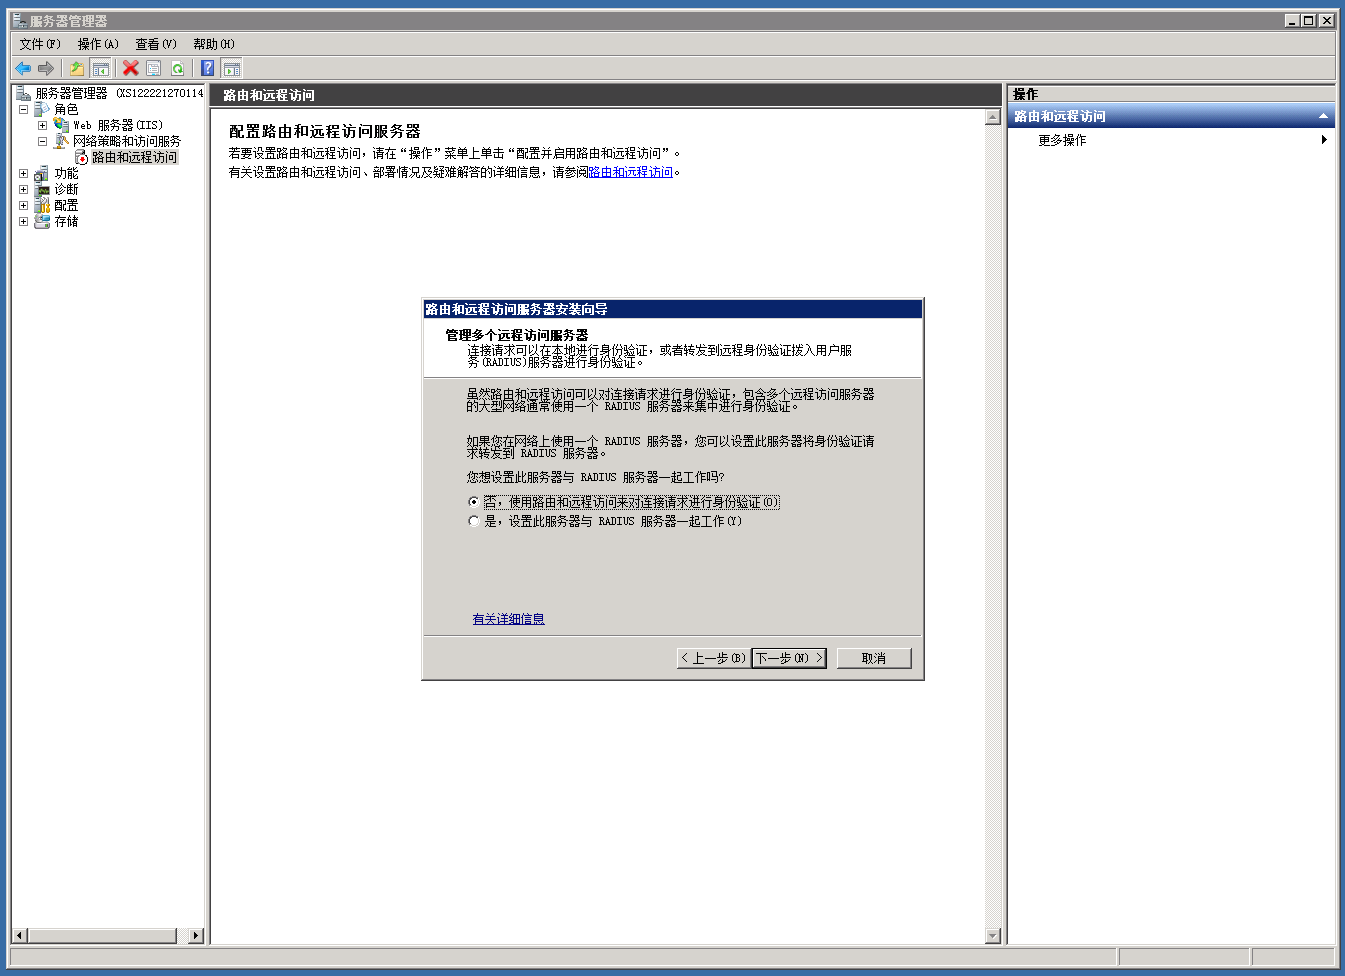 服务器管理器
文件(F) 操作(A) 查看(V) 帮助(H)
服务器管理器 (XS122221270114
角色
Web 服务器(IIS)
网络策略和访问服务
路由和远程访问
功能
诊断
配置
存储
路由和远程访问
配置路由和远程访问服务器
若要设置路由和远程访问，请在“操作”菜单上单击“配置并启用路由和远程访问”。
有关设置路由和远程访问、部署情况及疑难解答的详细信息，请参阅路由和远程访问。
路由和远程访问服务器安装向导
管理多个远程访问服务器
连接请求可以在本地进行身份验证，或者转发到远程身份验证拨入用户服
务(RADIUS)服务器进行身份验证。
虽然路由和远程访问可以对连接请求进行身份验证，包含多个远程访问服务器
的大型网络通常使用一个 RADIUS 服务器来集中进行身份验证。
如果您在网络上使用一个 RADIUS 服务器，您可以设置此服务器将身份验证请
求转发到 RADIUS 服务器。
您想设置此服务器与 RADIUS 服务器一起工作吗?
否，使用路由和远程访问来对连接请求进行身份验证(O)
是，设置此服务器与 RADIUS 服务器一起工作(Y)
有关详细信息
< 上一步(B) 下一步(N) > 取消
操作
路由和远程访问
更多操作